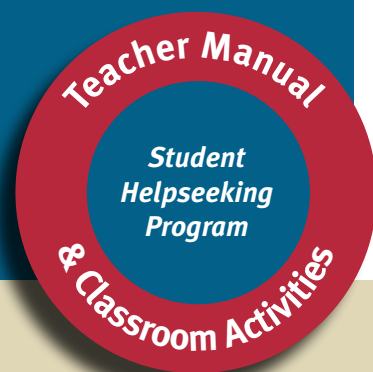 Teacher Manual
Student
Helpseeking
Program
& Classroom Activities